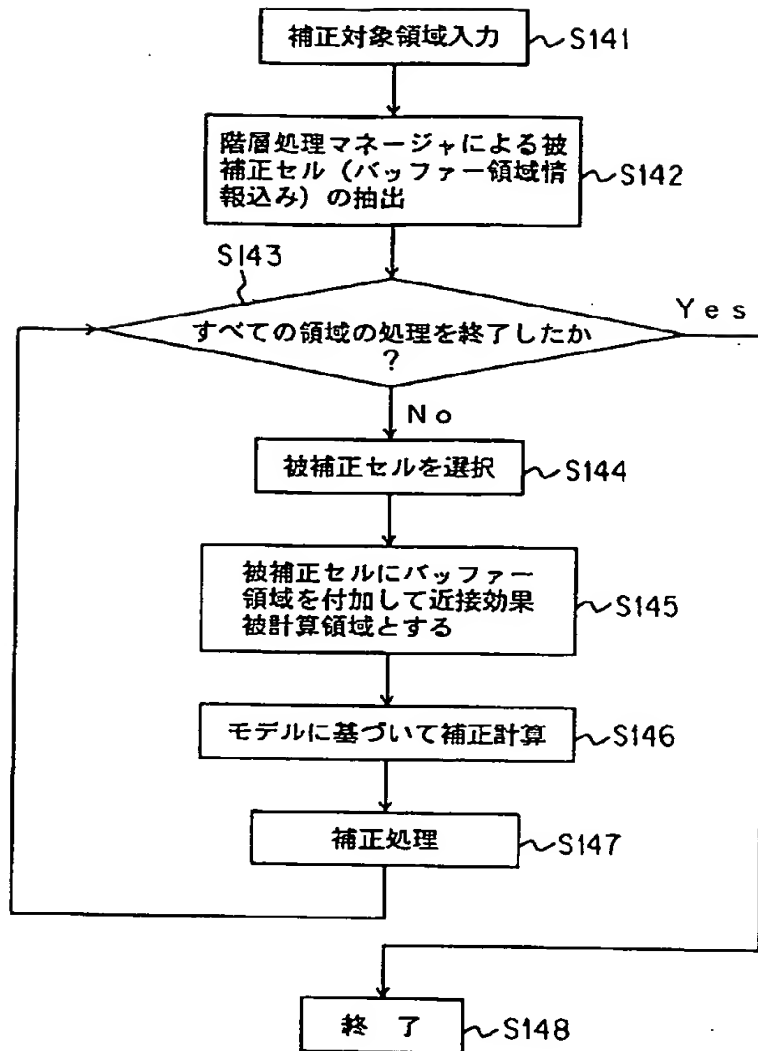 補正対象領域入力 S141
階層処理マネージャによる被
補正セル（バッファー領域情
報込み）の抽出
S142
S143
すべての領域の処理を終了したか
？
Yes
No
被補正セルを選択 S144
被補正セルにバッファー
領域を付加して近接効果
被計算領域とする
S145
モデルに基づいて補正計算 S146
補正処理 S147
終 了 S148